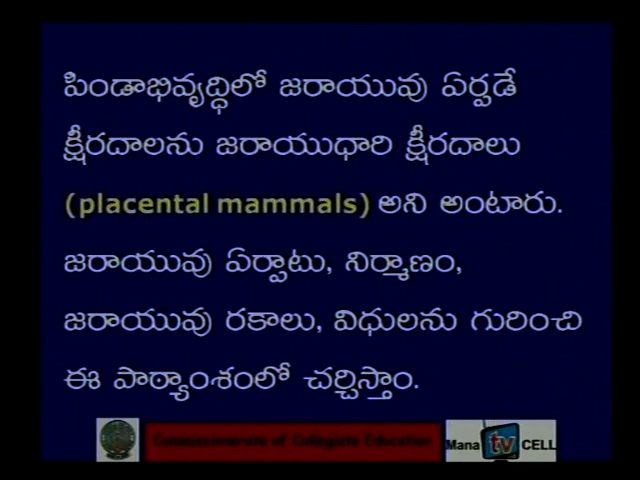 పిండాభివృద్ధిలో జరాయువు ఏర్పడే
క్షీరదాలను జరాయుధారి క్షీరదాలు
(placental mammals) అని అంటారు.
జరాయువు ఏర్పాటు, నిర్మాణం,
జరాయువు రకాలు, విధులను గురించి
ఈ పాఠ్యాంశంలో చర్చిస్తాం.
Commissionerate of Collegiate Education
Mana tv CELL